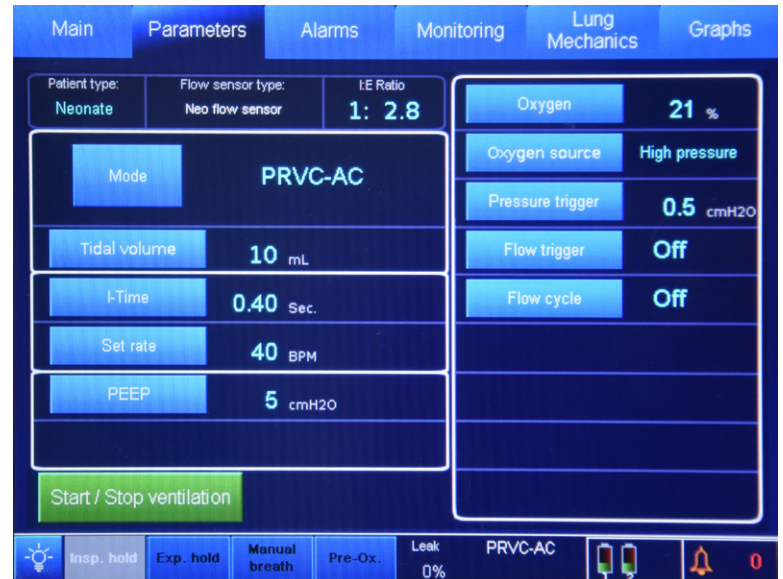 Main
Parameters
Alarms
Monitoring
Lung
Mechanics
Graphs
Patient type:
Neonate
Flow sensor type:
Neo flow sensor
I:E Ratio
1: 2.8
Mode
PRVC-AC
Tidal volume
10 mL
I-Time
0.40 Sec.
Set rate
40 BPM
PEEP
5 cmH2O
Start / Stop ventilation
Oxygen
21 %
Oxygen source
High pressure
Pressure trigger
0.5 cmH2O
Flow trigger
Off
Flow cycle
Off
Insp. hold
Exp. hold
Manual
breath
Pre-Ox.
Leak
0%
PRVC-AC
1 2
0